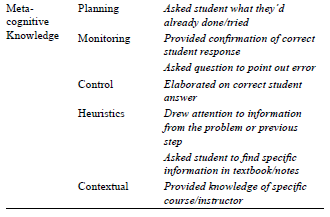 Meta- Planning Asked student what they'd
cognitive already done/tried
Knowledge Monitoring Provided confirmation of correct
student response
Asked question to point out error
Control Elaborated on correct student
answer
Heuristics Drew attention to information
from the problem or previous
step
Asked student to find specific
information in textbook/notes
Contextual Provided knowledge of specific
course/instructor